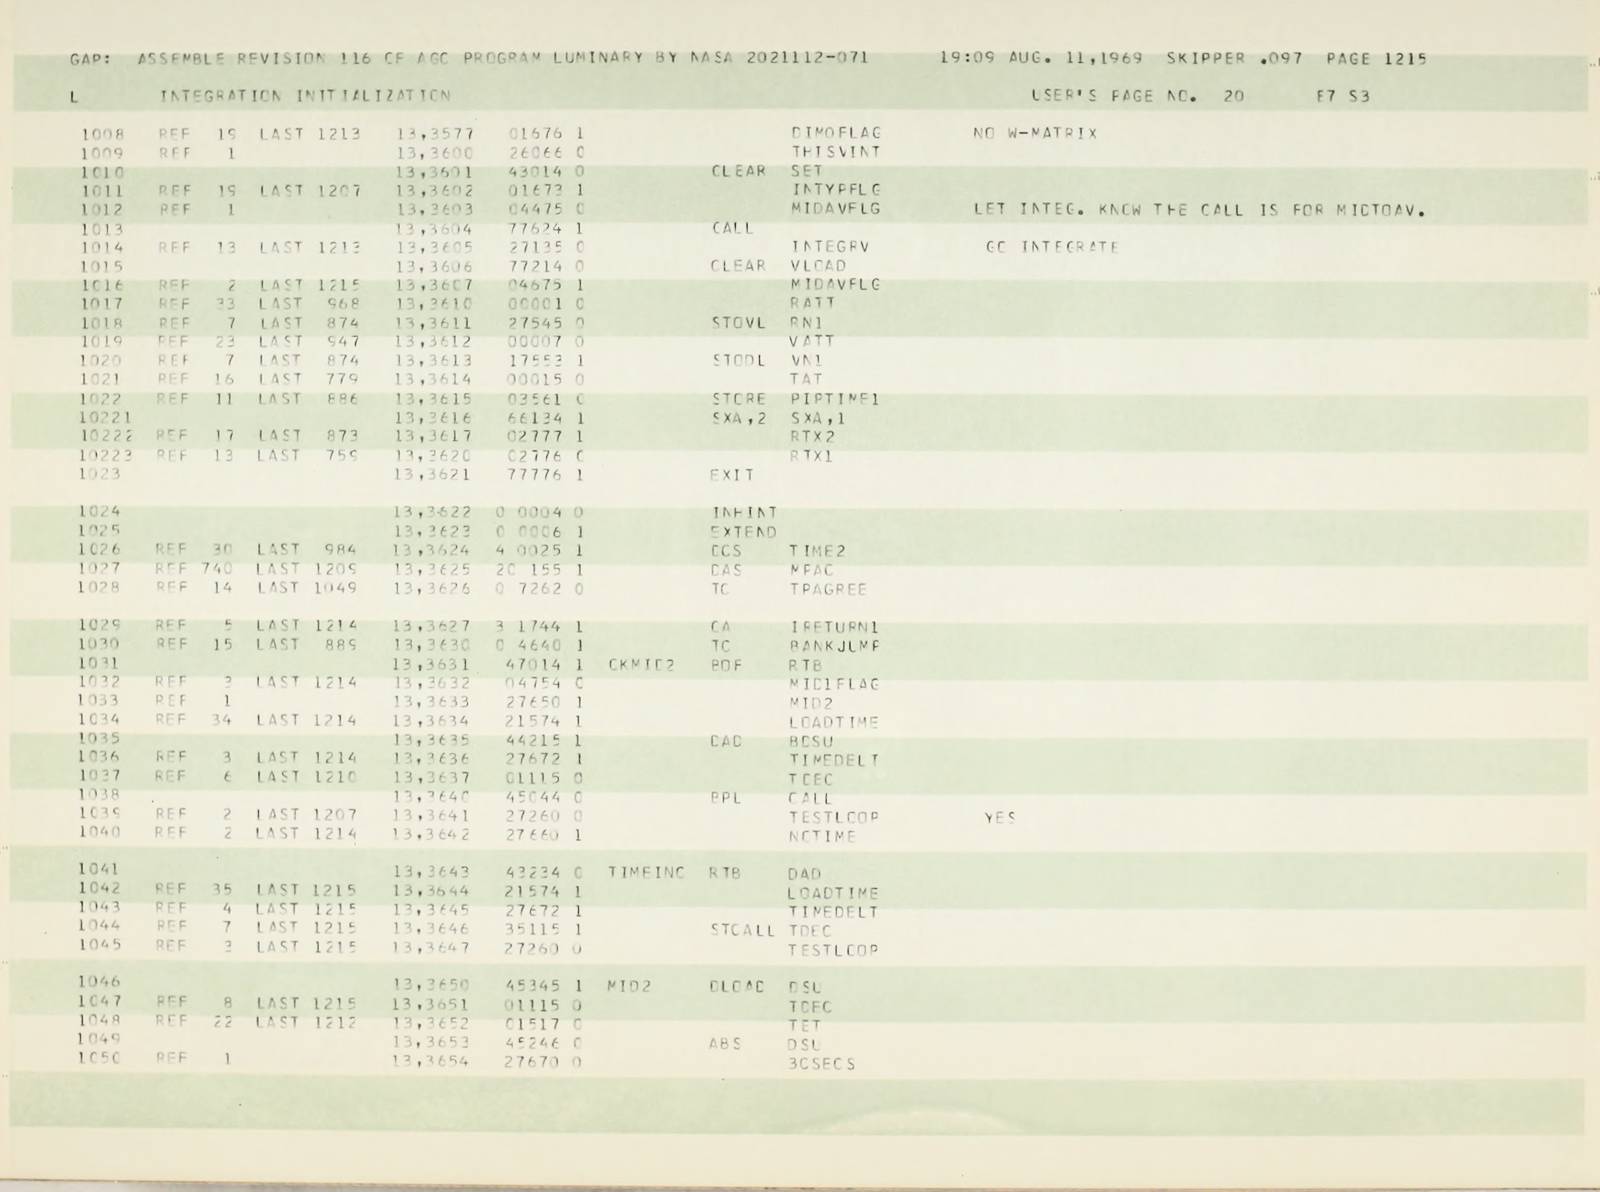 GAP: ASSEMBLE REVISION 116 OF AGC PROGRAM LUMINARY BY NASA 2021112-071 19:09 AUG. 11,1969 SKIPPER .097 PAGE 1215
L INTEGRATION INITIALIZATION USER'S PAGE NO. 20 E7 S3
1008 REF 19 LAST 1213 13,3577 01676 1 DIMOFLAG NO W-MATRIX
1009 REF 1 13,3600 26066 0 THISVINT
1010 13,3601 43014 0 CLEAR SET
1011 REF 19 LAST 1207 13,3602 01673 1 INTYPFLG
1012 REF 1 13,3603 04475 0 MIDAVFLG LET INTEG. KNOW THE CALL IS FOR MIDTOAV.
1013 13,3604 77624 1 CALL
1014 REF 13 LAST 1213 13,3605 27135 0 INTEGRV GO INTEGRATE
1015 13,3606 77214 0 CLEAR VLOAD
1016 REF 2 LAST 1215 13,3607 04675 1 MIDAVFLG
1017 REF 33 LAST 968 13,3610 00001 0 RATT
1018 REF 7 LAST 874 13,3611 27545 0 STOVL RN1
1019 REF 23 LAST 947 13,3612 00007 0 VATT
1020 REF 7 LAST 874 13,3613 17553 1 STODL VN1
1021 REF 16 LAST 779 13,3614 00015 0 TAT
1022 REF 11 LAST 886 13,3615 03561 0 STORE PIPTIME1
10221 13,3616 66134 1 SXA,2 SXA,1
10222 REF 17 LAST 873 13,3617 02777 1 RTX2
10223 REF 13 LAST 759 13,3620 02776 0 RTX1
1023 13,3621 77776 1 EXIT
1024 13,3622 0 0004 0 INHINT
1025 13,3623 0 0006 1 EXTEND
1026 REF 30 LAST 984 13,3624 4 0025 1 DCS TIME2
1027 REF 740 LAST 1209 13,3625 20 155 1 DAS MPAC
1028 REF 14 LAST 1049 13,3626 0 7262 0 TC TPAGREE
1029 REF 5 LAST 1214 13,3627 3 1744 1 CA IRETURN1
1030 REF 15 LAST 889 13,3630 0 4640 1 TC BANKJUMP
1031 13,3631 47014 1 CKMID2 BOF RTB
1032 REF 3 LAST 1214 13,3632 04754 0 MID1FLAG
1033 REF 1 13,3633 27650 1 MID2
1034 REF 34 LAST 1214 13,3634 21574 1 LOADTIME
1035 13,3635 44215 1 DAD BDSU
1036 REF 3 LAST 1214 13,3636 27672 1 TIMEDELT
1037 REF 6 LAST 1210 13,3637 01115 0 TDEC
1038 13,3640 45044 0 BPL CALL
1039 REF 2 LAST 1207 13,3641 27260 0 TESTLOOP YES
1040 REF 2 LAST 1214 13,3642 27660 1 NOTIME
1041 13,3643 43234 0 TIMEINC RTB DAD
1042 REF 35 LAST 1215 13,3644 21574 1 LOADTIME
1043 REF 4 LAST 1215 13,3645 27672 1 TIMEDELT
1044 REF 7 LAST 1215 13,3646 35115 1 STCALL TDEC
1045 REF 3 LAST 1215 13,3647 27260 0 TESTLOOP
1046 13,3650 45345 1 MID2 DLOAD DSU
1047 REF 8 LAST 1215 13,3651 01115 0 TDEC
1048 REF 22 LAST 1212 13,3652 01517 0 TET
1049 13,3653 45246 0 ABS DSU
1050 REF 1 13,3654 27670 0 3CSECS